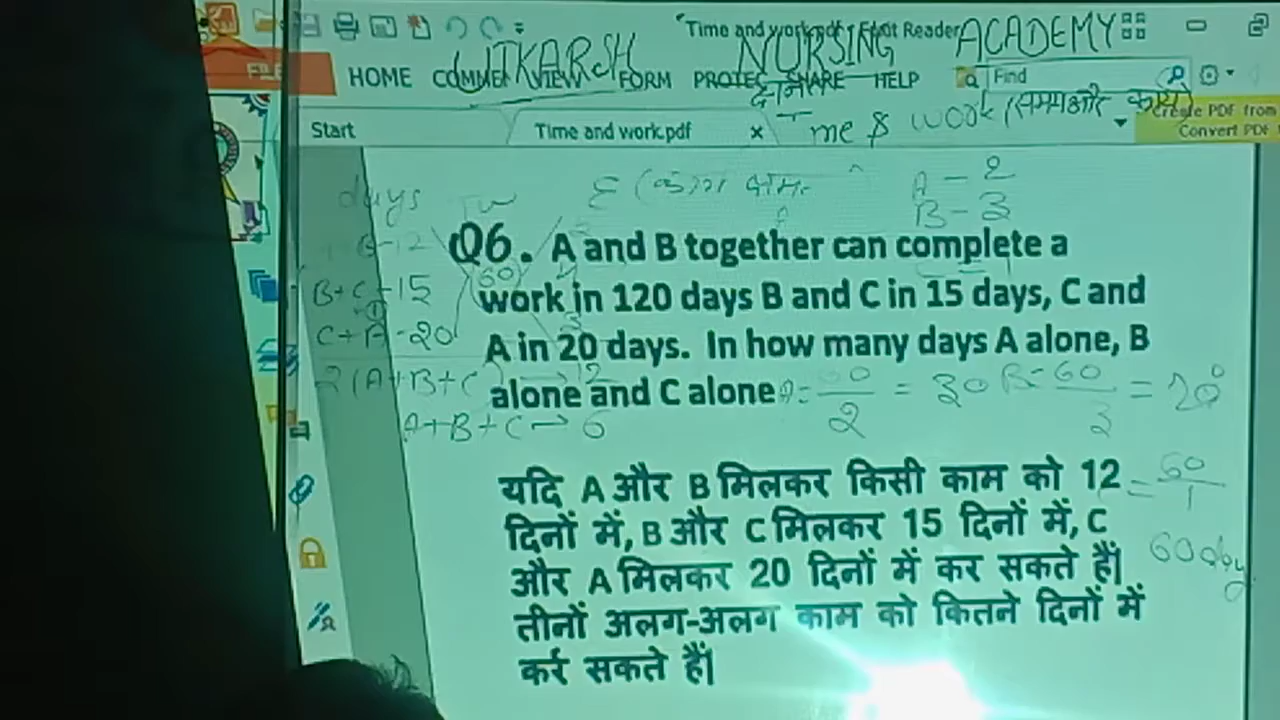 Time and work.pdf
UTKARSH NURSING ACADEMY
FILE HOME COMMENT VIEW FORM PROTECT SHARE HELP Find
work (समय और कार्य)
Create PDF from
Convert PDF
Start Time and work.pdf ×
days
A - 2
B - 3
B+C - 15
C+A - 20
2(A+B+C) → 12
A+B+C → 6
Q6. A and B together can complete a
work in 120 days B and C in 15 days, C and
A in 20 days. In how many days A alone, B
alone and C alone
A = 60/2 = 30 B = 60/3 = 20
यदि A और B मिलकर किसी काम को 12
= 60/1
दिनों में, B और C मिलकर 15 दिनों में, C
60 day
और A मिलकर 20 दिनों में कर सकते हैं|
तीनों अलग-अलग काम को कितने दिनों में
कर सकते हैं|